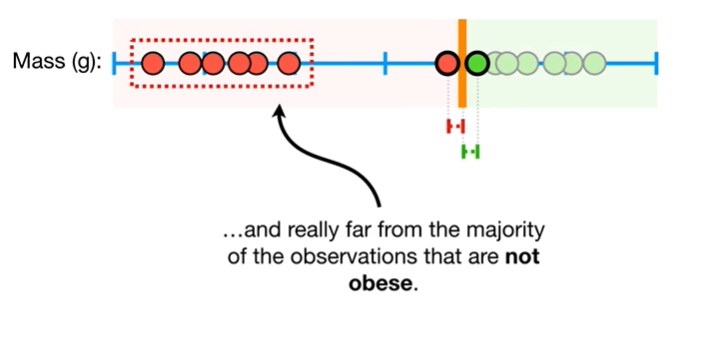 Mass (g):
...and really far from the majority
of the observations that are not
obese.